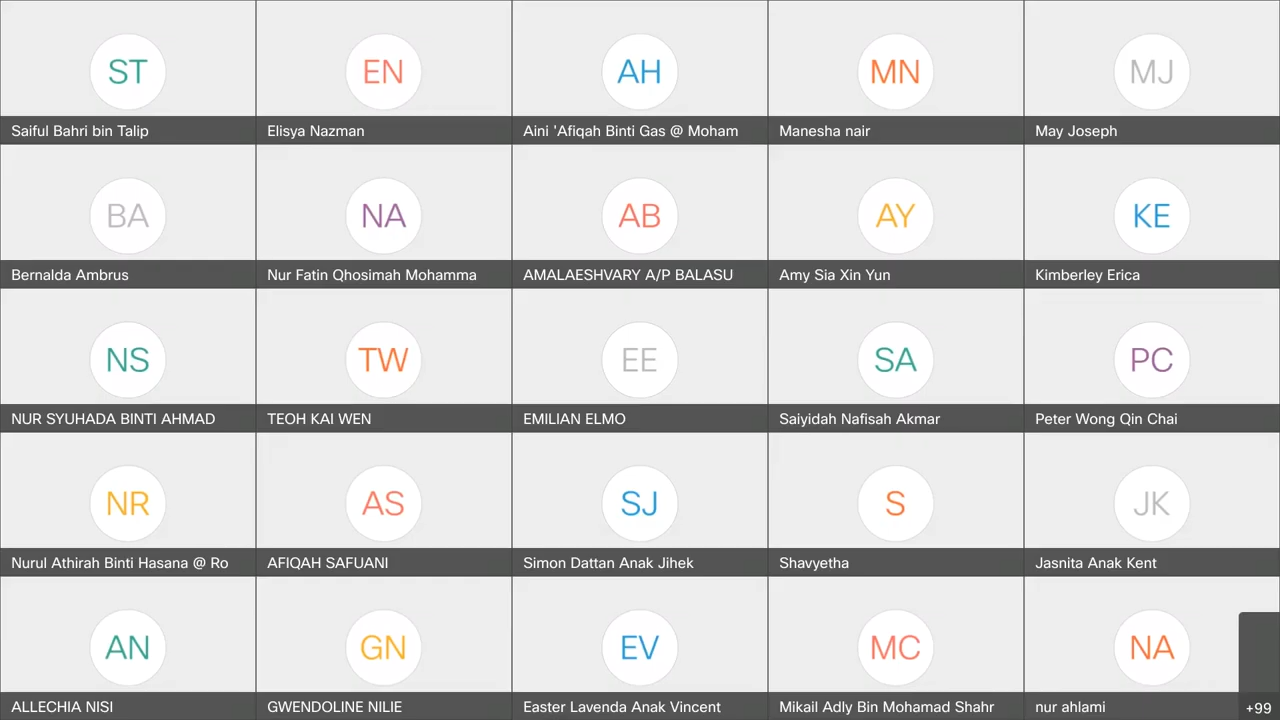 ST
EN
AH
MN
MJ
Saiful Bahri bin Talip
Elisya Nazman
Aini 'Afiqah Binti Gas @ Moham
Manesha nair
May Joseph
BA
NA
AB
AY
KE
Bernalda Ambrus
Nur Fatin Qhosimah Mohamma
AMALAESHVARY A/P BALASU
Amy Sia Xin Yun
Kimberley Erica
NS
TW
EE
SA
PC
NUR SYUHADA BINTI AHMAD
TEOH KAI WEN
EMILIAN ELMO
Saiyidah Nafisah Akmar
Peter Wong Qin Chai
NR
AS
SJ
S
JK
Nurul Athirah Binti Hasana @ Ro
AFIQAH SAFUANI
Simon Dattan Anak Jihek
Shavyetha
Jasnita Anak Kent
AN
GN
EV
MC
NA
ALLECHIA NISI
GWENDOLINE NILIE
Easter Lavenda Anak Vincent
Mikail Adly Bin Mohamad Shahr
nur ahlami
+99